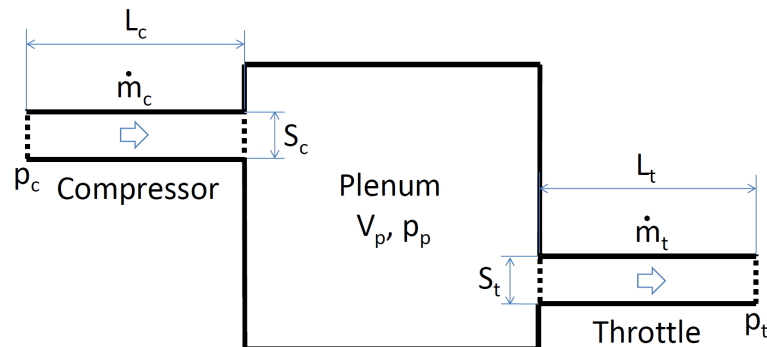 L_c
ṁ_c
S_c
p_c
Compressor
Plenum
V_p, p_p
L_t
ṁ_t
S_t
p_t
Throttle